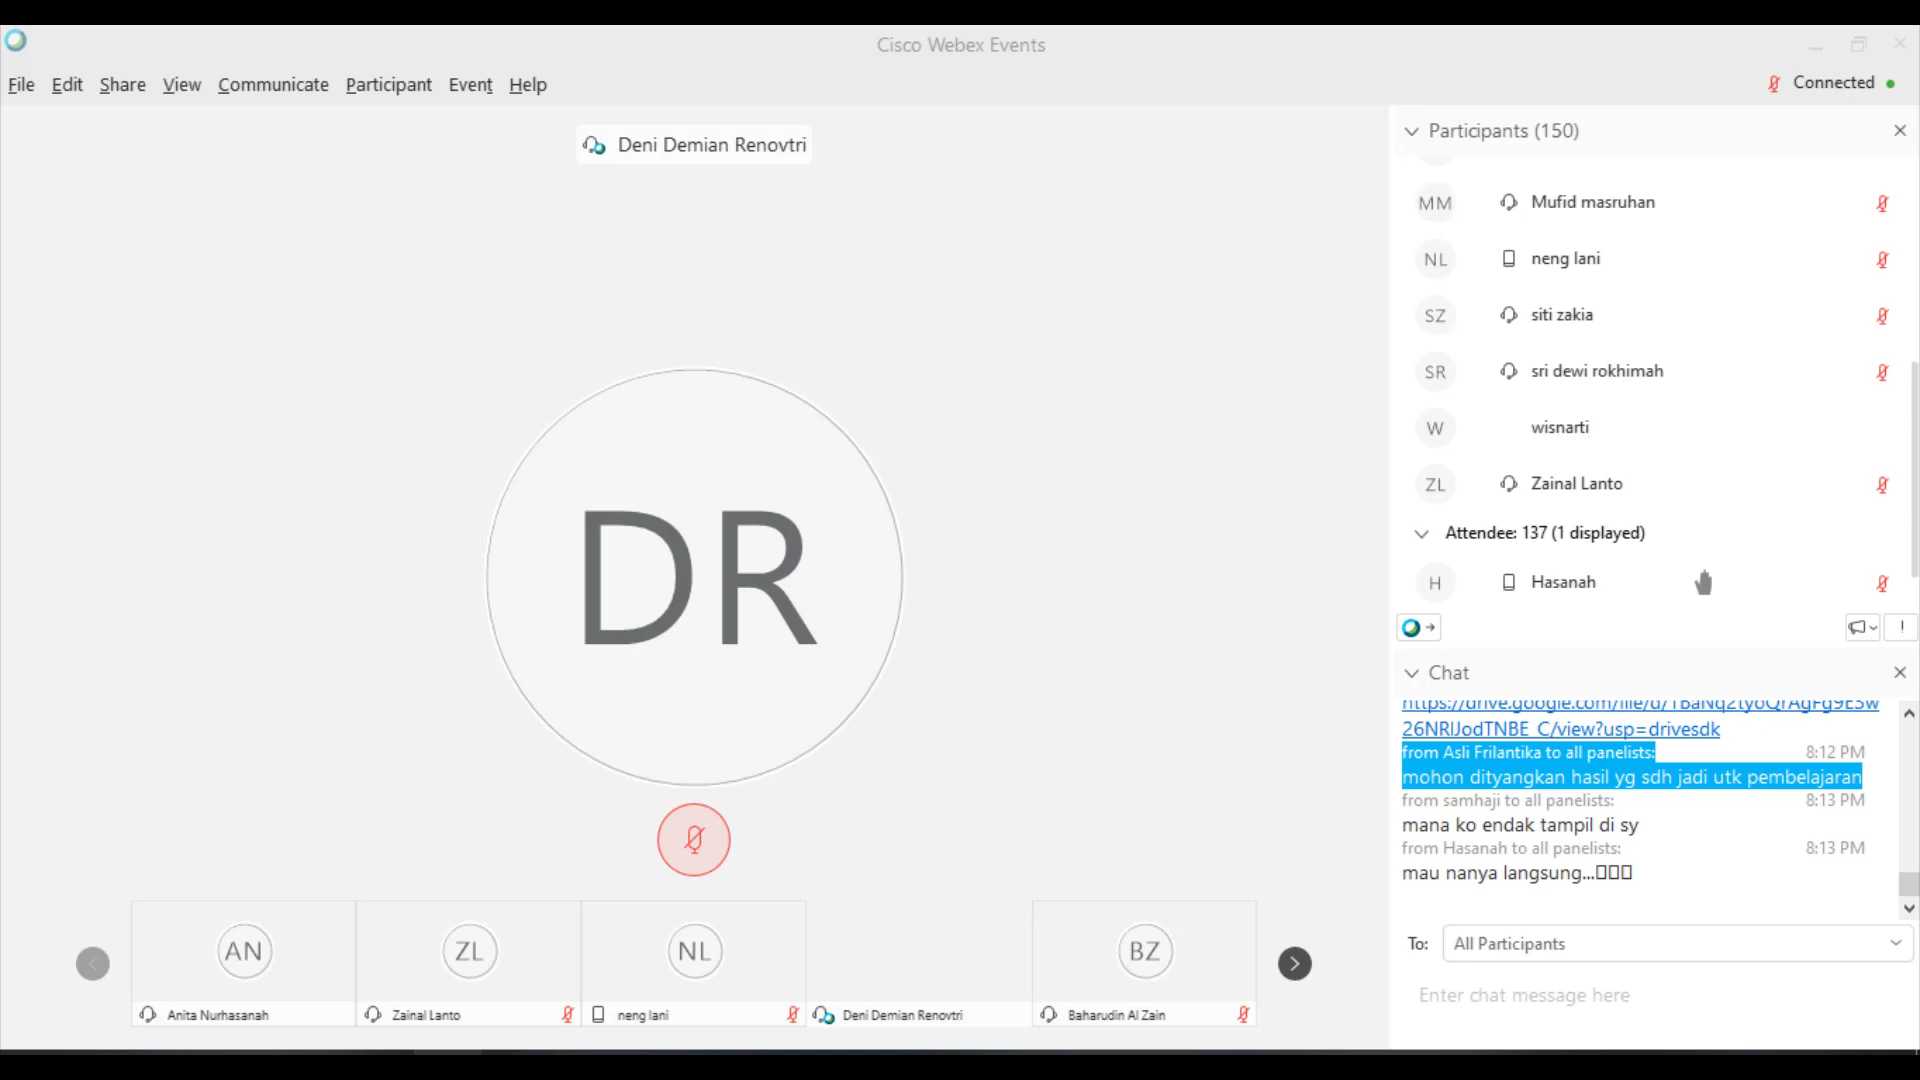 Cisco Webex Events
File Edit Share View Communicate Participant Event Help
Connected
Deni Demian Renovtri
DR
AN
Anita Nurhasanah
ZL
Zainal Lanto
NL
neng lani
Deni Demian Renovtri
BZ
Baharudin Al Zain
Participants (150)
MM Mufid masruhan
NL neng lani
SZ siti zakia
SR sri dewi rokhimah
W wisnarti
ZL Zainal Lanto
Attendee: 137 (1 displayed)
H Hasanah
Chat
26NRIJodTNBE_C/view?usp=drivesdk
from Asli Frilantika to all panelists: 8:12 PM
mohon dityangkan hasil yg sdh jadi utk pembelajaran
from samhaji to all panelists: 8:13 PM
mana ko endak tampil di sy
from Hasanah to all panelists: 8:13 PM
mau nanya langsung...
To: All Participants
Enter chat message here